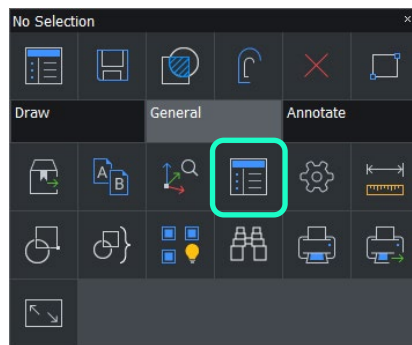 No Selection
Draw General Annotate
A
B